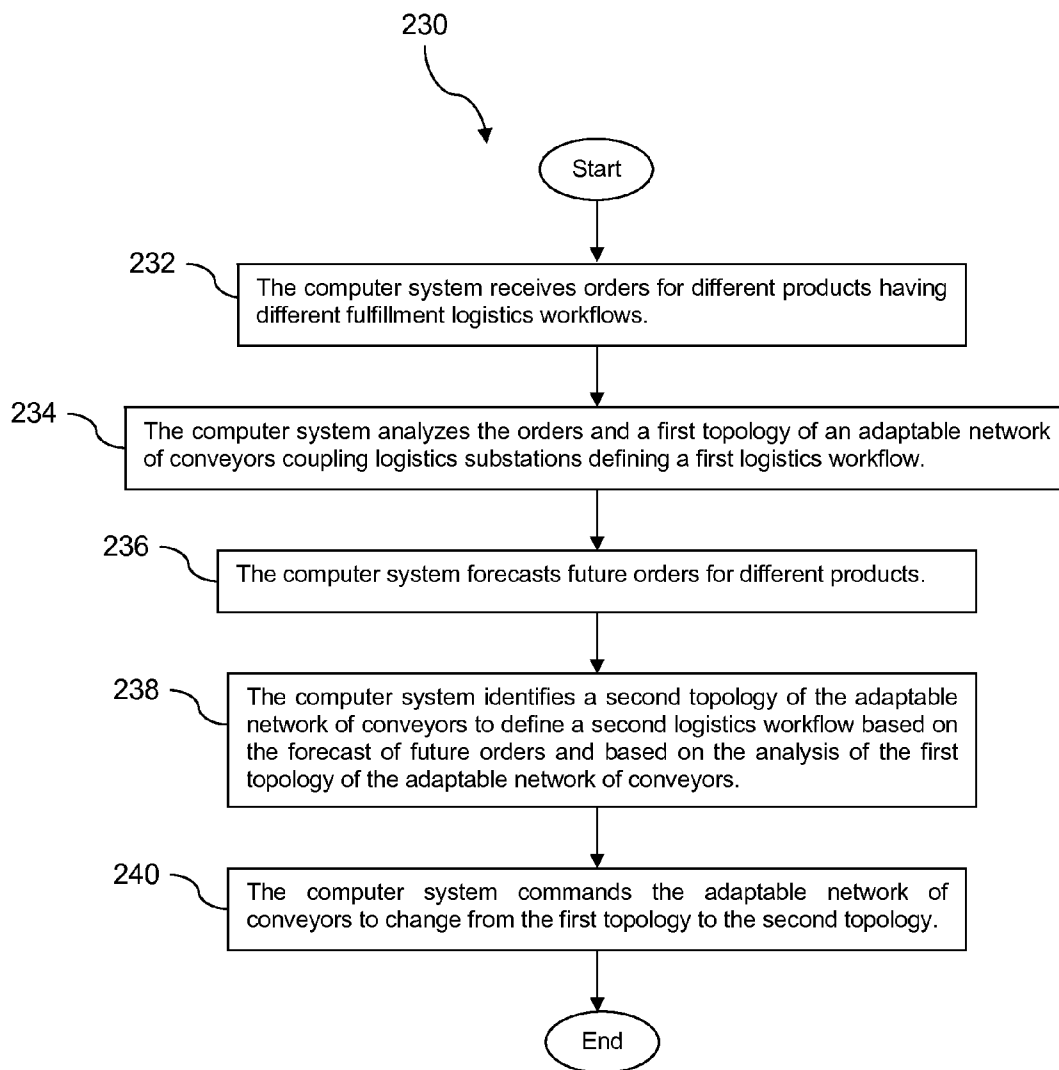 230
Start
232
The computer system receives orders for different products having
different fulfillment logistics workflows.
234
The computer system analyzes the orders and a first topology of an adaptable network
of conveyors coupling logistics substations defining a first logistics workflow.
236
The computer system forecasts future orders for different products.
238
The computer system identifies a second topology of the adaptable
network of conveyors to define a second logistics workflow based on
the forecast of future orders and based on the analysis of the first
topology of the adaptable network of conveyors.
240
The computer system commands the adaptable network of
conveyors to change from the first topology to the second topology.
End